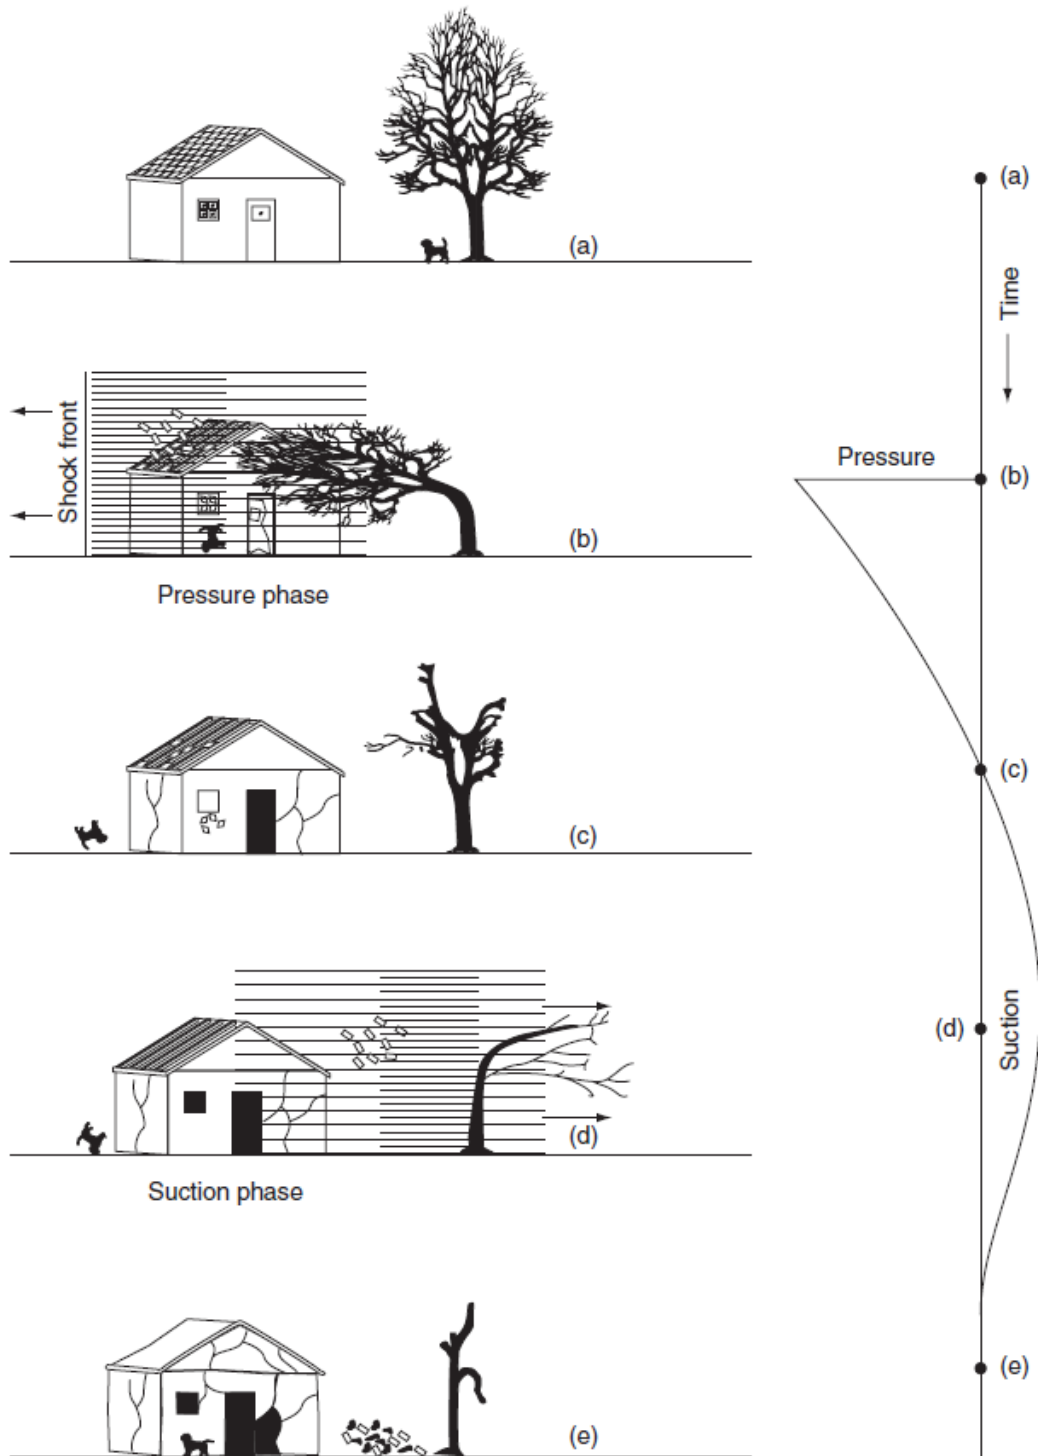 (a)
(a)
Time
Pressure
(b)
Shock front
(b)
Pressure phase
(c)
(c)
(d)
Suction
(d)
Suction phase
(e)
(e)